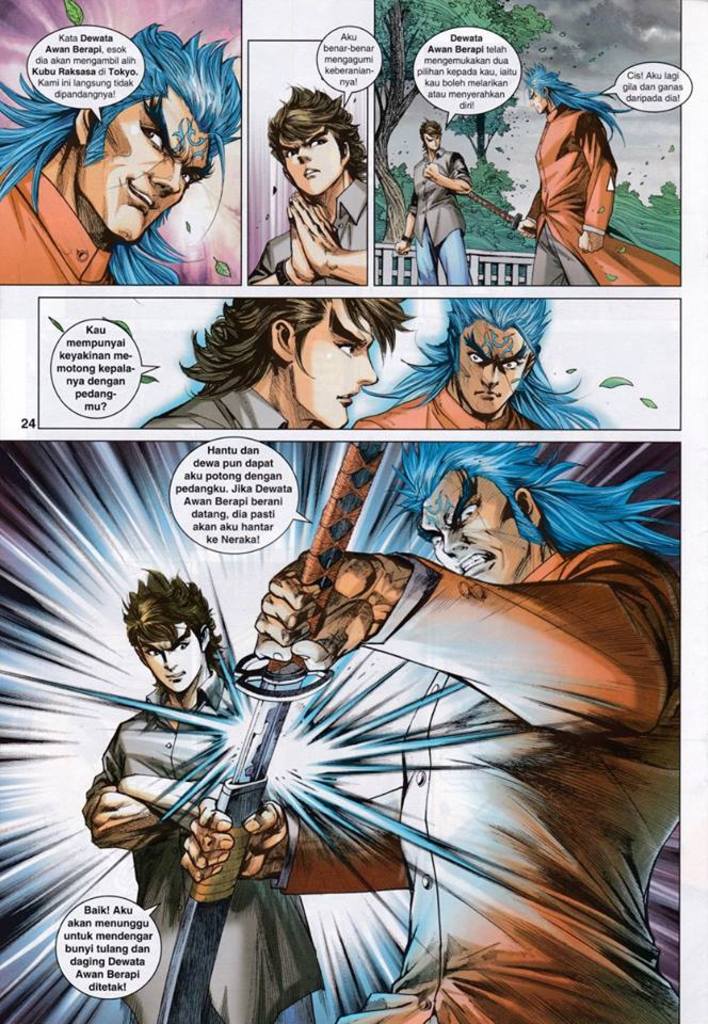 Kata Dewata
Awan Berapi, esok
dia akan mengambil alih
Kubu Raksasa di Tokyo.
Kami ini langsung tidak
dipandangnya!
Aku
benar-benar
mengagumi
keberanian-
nya!
Dewata
Awan Berapi telah
mengemukakan dua
pilihan kepada kau, iaitu
kau boleh melarikan
atau menyerahkan
diri!
Cis! Aku lagi
gila dan ganas
daripada dia!
Kau
mempunyai
keyakinan me-
motong kepala-
nya dengan
pedang-
mu?
24
Hantu dan
dewa pun dapat
aku potong dengan
pedangku. Jika Dewata
Awan Berapi berani
datang, dia pasti
akan aku hantar
ke Neraka!
Baik! Aku
akan menunggu
untuk mendengar
bunyi tulang dan
daging Dewata
Awan Berapi
ditetak!